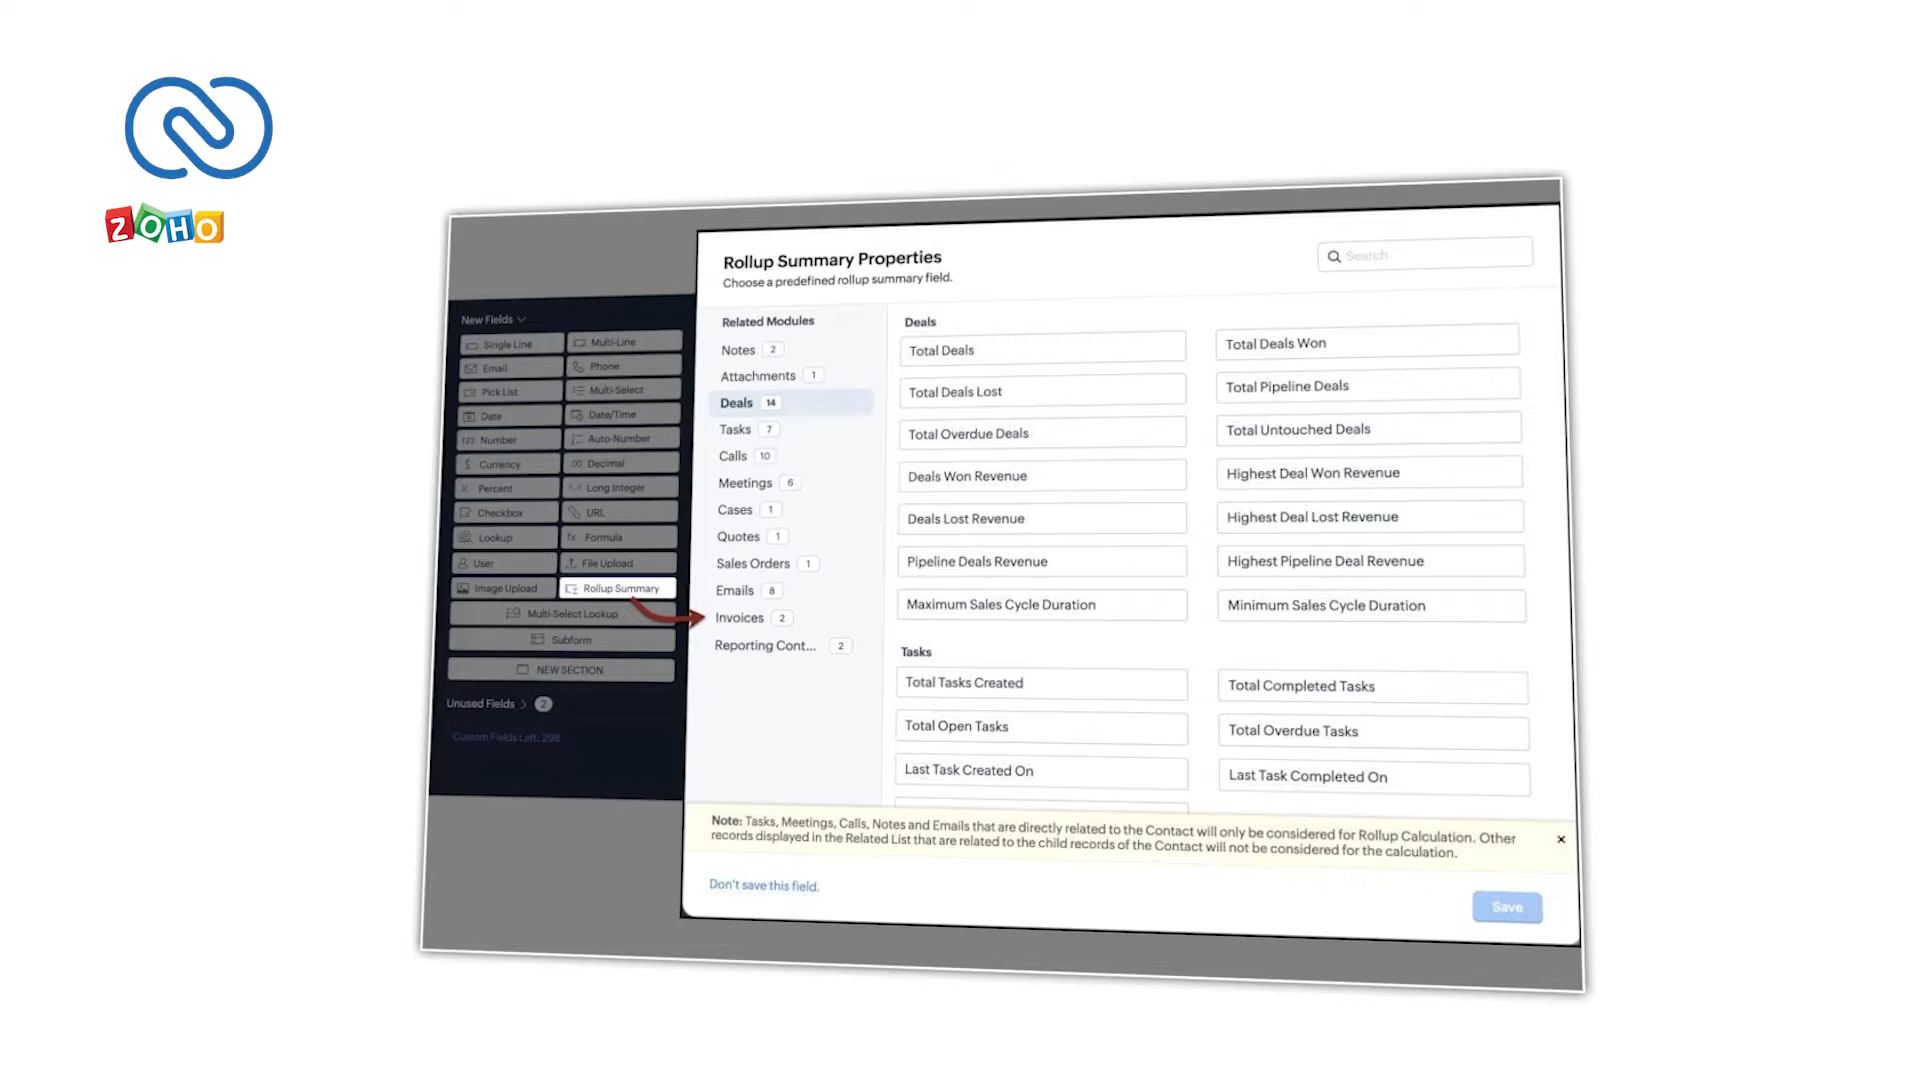 ZOHO
New Fields
Single Line
Multi-Line
Email
Phone
Pick List
Multi-Select
Date
Date/Time
123 Number
Auto-Number
$ Currency
.00 Decimal
Percent
Long Integer
Checkbox
URL
Lookup
fx Formula
User
File Upload
Image Upload
Rollup Summary
Multi-Select Lookup
Subform
NEW SECTION
Unused Fields > 2
Custom Fields Left: 298
Rollup Summary Properties
Choose a predefined rollup summary field.
Search
Related Modules
Notes 2
Attachments 1
Deals 14
Tasks 7
Calls 10
Meetings 6
Cases 1
Quotes 1
Sales Orders 1
Emails 8
Invoices 2
Reporting Cont... 2
Deals
Total Deals
Total Deals Won
Total Deals Lost
Total Pipeline Deals
Total Overdue Deals
Total Untouched Deals
Deals Won Revenue
Highest Deal Won Revenue
Deals Lost Revenue
Highest Deal Lost Revenue
Pipeline Deals Revenue
Highest Pipeline Deal Revenue
Maximum Sales Cycle Duration
Minimum Sales Cycle Duration
Tasks
Total Tasks Created
Total Completed Tasks
Total Open Tasks
Total Overdue Tasks
Last Task Created On
Last Task Completed On
Note: Tasks, Meetings, Calls, Notes and Emails that are directly related to the Contact will only be considered for Rollup Calculation. Other
records displayed in the Related List that are related to the child records of the Contact will not be considered for the calculation.
Don't save this field.
Save